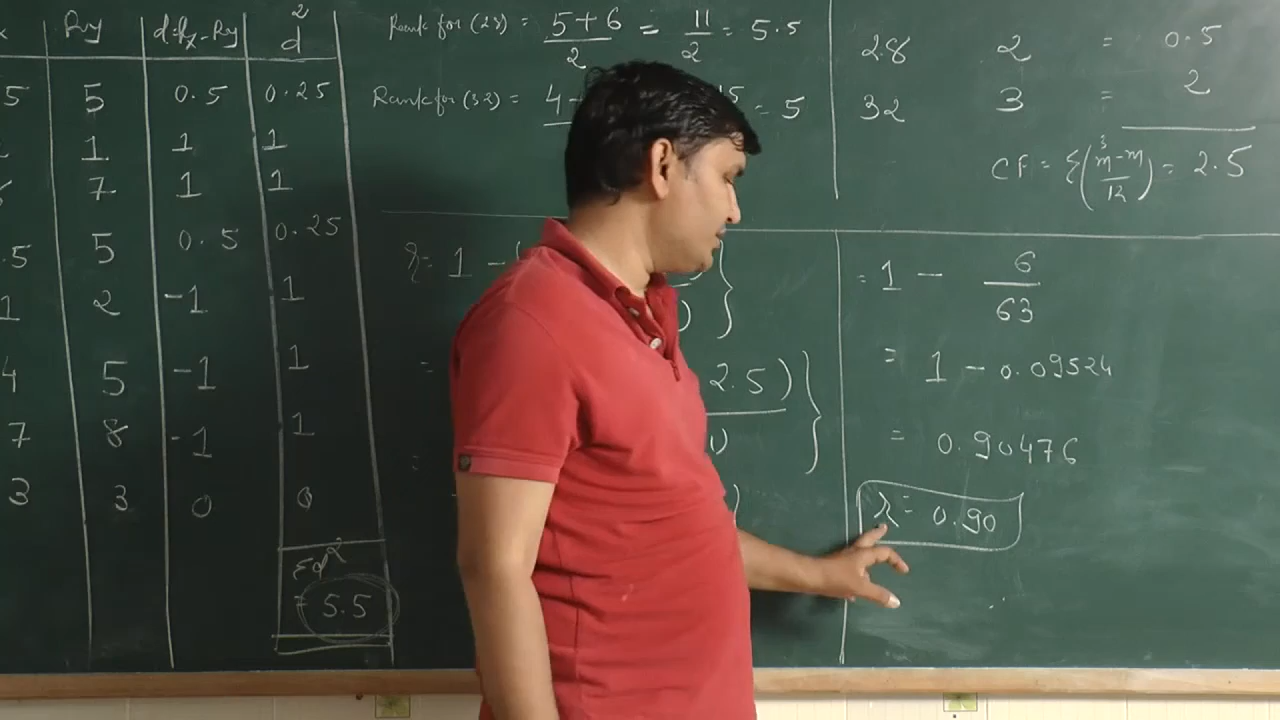 Ry d=Rx-Ry d²
5 5 0.5 0.25
1 1 1
7 1 1
.5 5 0.5 0.25
1 2 -1 1
4 5 -1 1
7 8 -1 1
3 3 0 0
Σd²
= 5.5
Rank for (28) = 5+6/2 = 11/2 = 5.5
Rank for (32) = 4 = 5
28 2 = 0.5
32 3 = 2
CF = Σ(m³-m/12) = 2.5
r = 1 -
=
2.5)}
=
= 1 - 6/63
= 1 - 0.09524
= 0.90476
r = 0.90